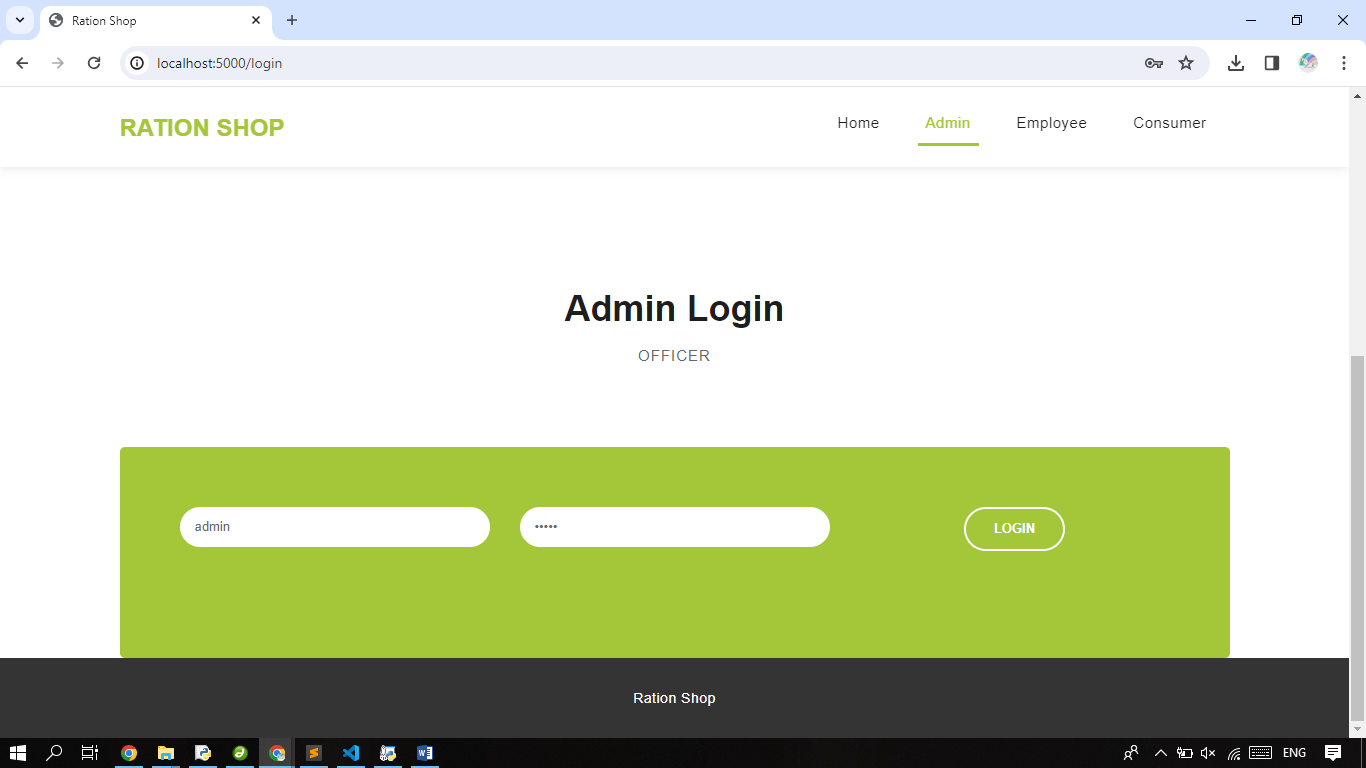 Ration Shop
localhost:5000/login
RATION SHOP
Home Admin Employee Consumer
Admin Login
OFFICER
admin ••••• LOGIN
Ration Shop
ENG